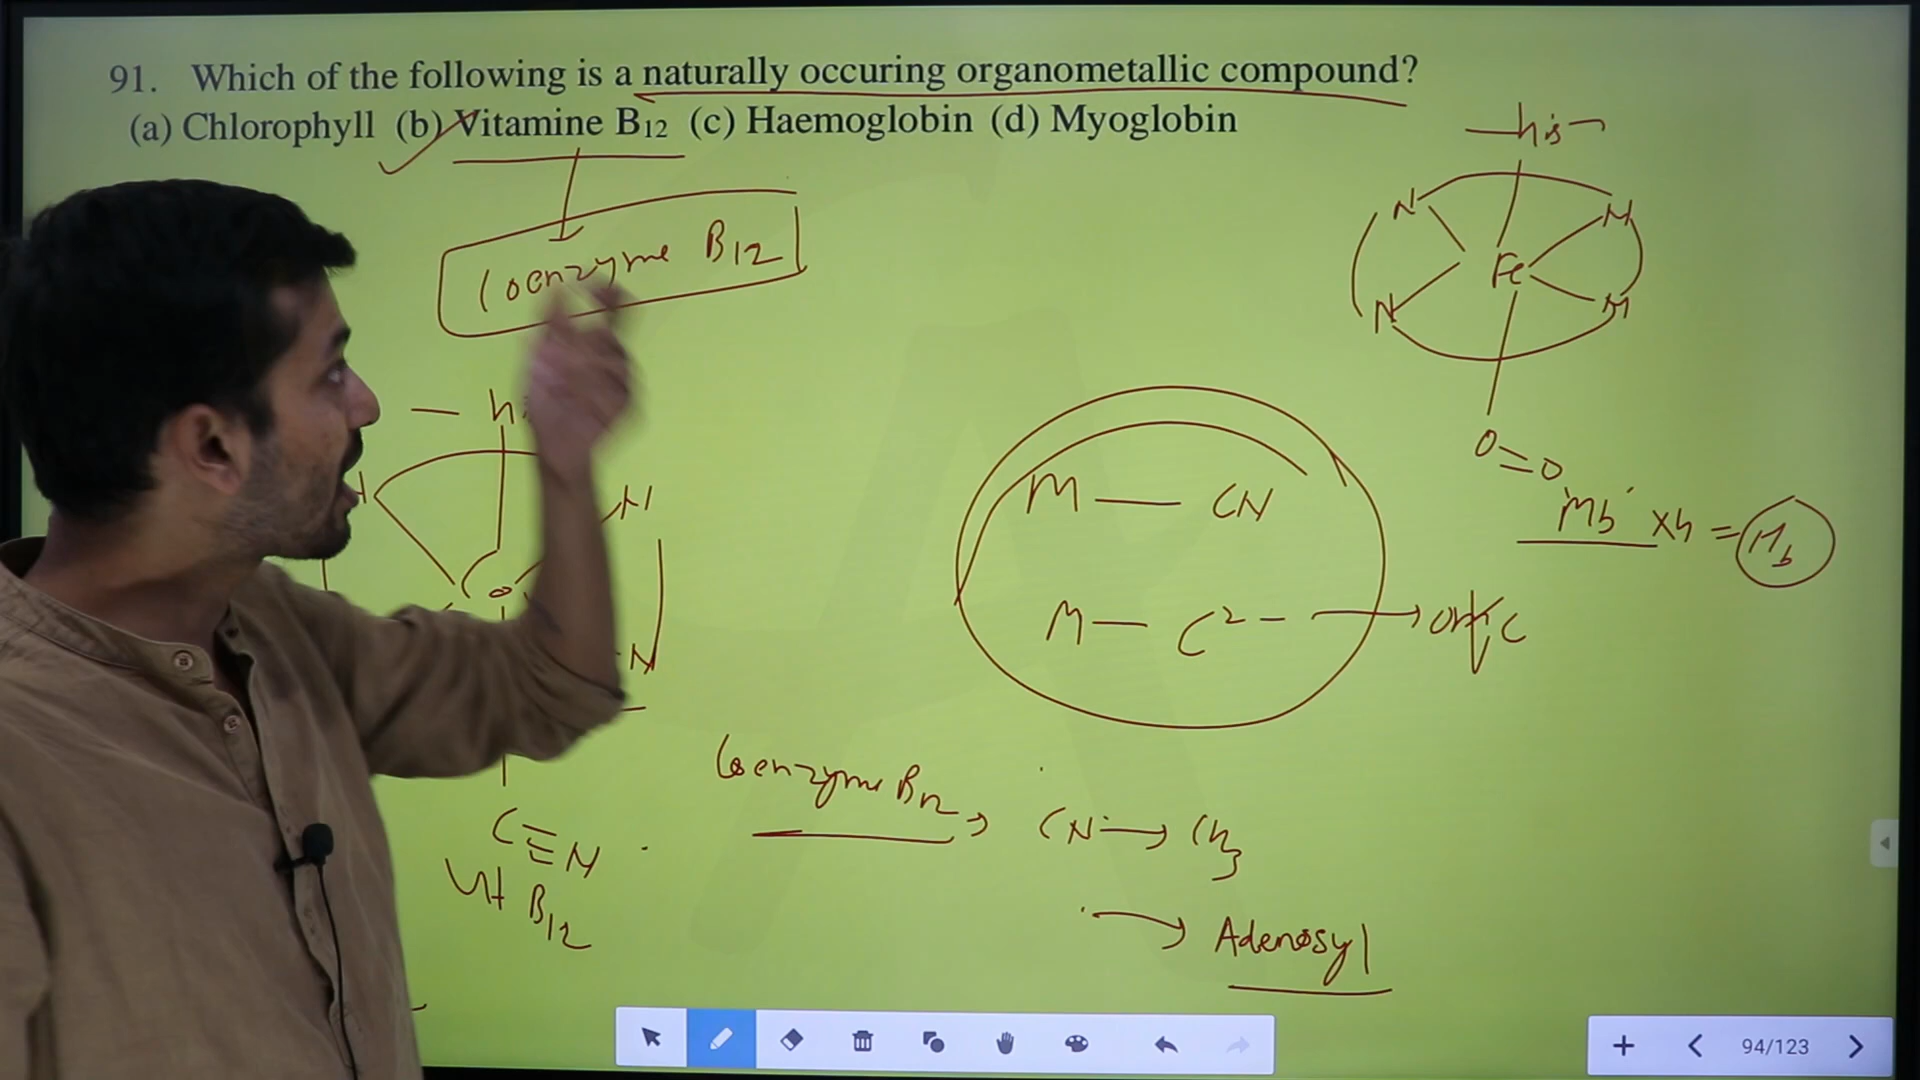 91. Which of the following is a naturally occuring organometallic compound?
(a) Chlorophyll (b) Vitamine B12 (c) Haemoglobin (d) Myoglobin
his
N
Fe
N
O=O
Mb x4 = Hb
Coenzyme B12
N
N
C≡N
Vit B12
M — CN
M — C2-
Coenzyme B12 → CN → CH3
→ Adenosyl
94/123